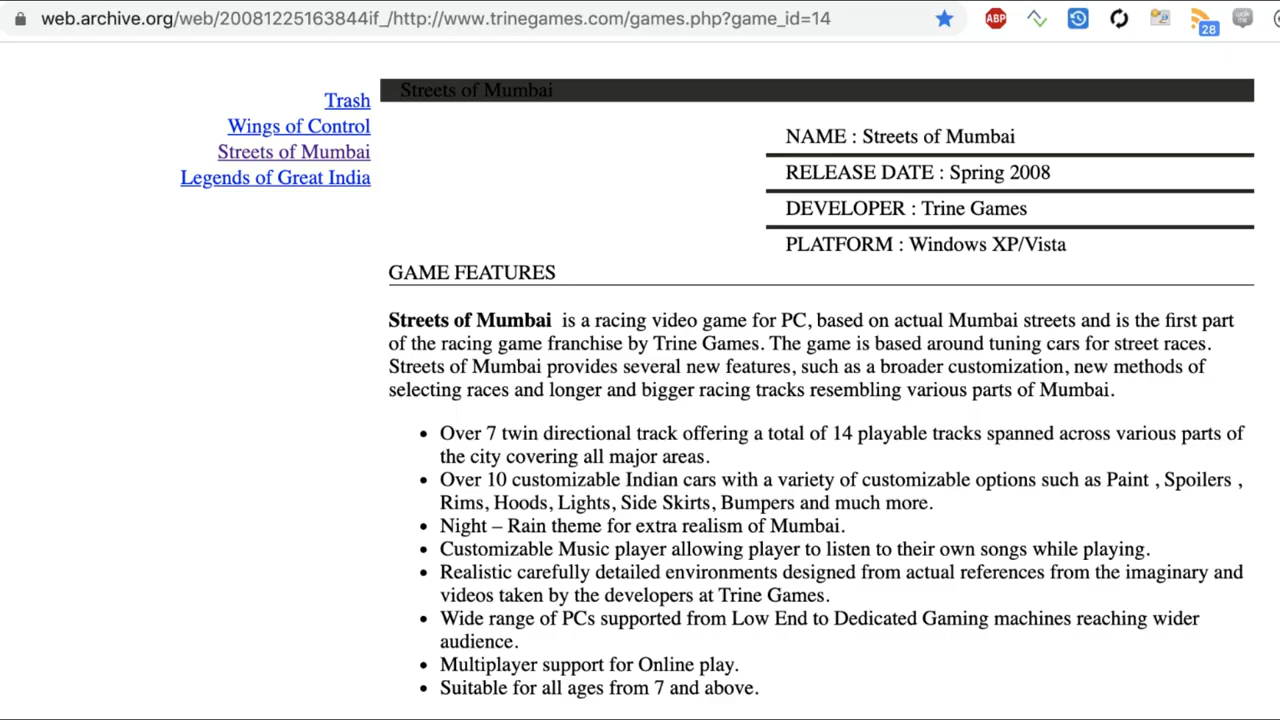 web.archive.org/web/20081225163844if_/http://www.trinegames.com/games.php?game_id=14
ABP
28
Trash
Wings of Control
Streets of Mumbai
Legends of Great India
Streets of Mumbai
NAME : Streets of Mumbai
RELEASE DATE : Spring 2008
DEVELOPER : Trine Games
PLATFORM : Windows XP/Vista
GAME FEATURES
Streets of Mumbai is a racing video game for PC, based on actual Mumbai streets and is the first part
of the racing game franchise by Trine Games. The game is based around tuning cars for street races.
Streets of Mumbai provides several new features, such as a broader customization, new methods of
selecting races and longer and bigger racing tracks resembling various parts of Mumbai.
• Over 7 twin directional track offering a total of 14 playable tracks spanned across various parts of
the city covering all major areas.
• Over 10 customizable Indian cars with a variety of customizable options such as Paint , Spoilers ,
Rims, Hoods, Lights, Side Skirts, Bumpers and much more.
• Night – Rain theme for extra realism of Mumbai.
• Customizable Music player allowing player to listen to their own songs while playing.
• Realistic carefully detailed environments designed from actual references from the imaginary and
videos taken by the developers at Trine Games.
• Wide range of PCs supported from Low End to Dedicated Gaming machines reaching wider
audience.
• Multiplayer support for Online play.
• Suitable for all ages from 7 and above.